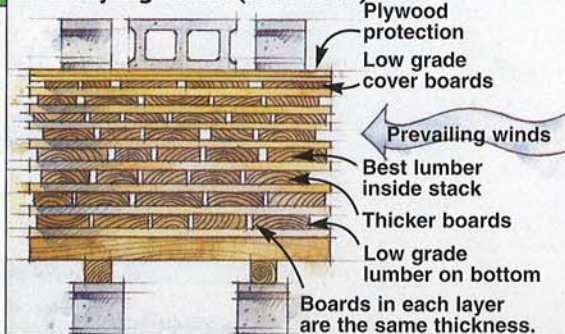 Plywood
protection
Low grade
cover boards
Prevailing winds
Best lumber
inside stack
Thicker boards
Low grade
lumber on bottom
Boards in each layer
are the same thickness.